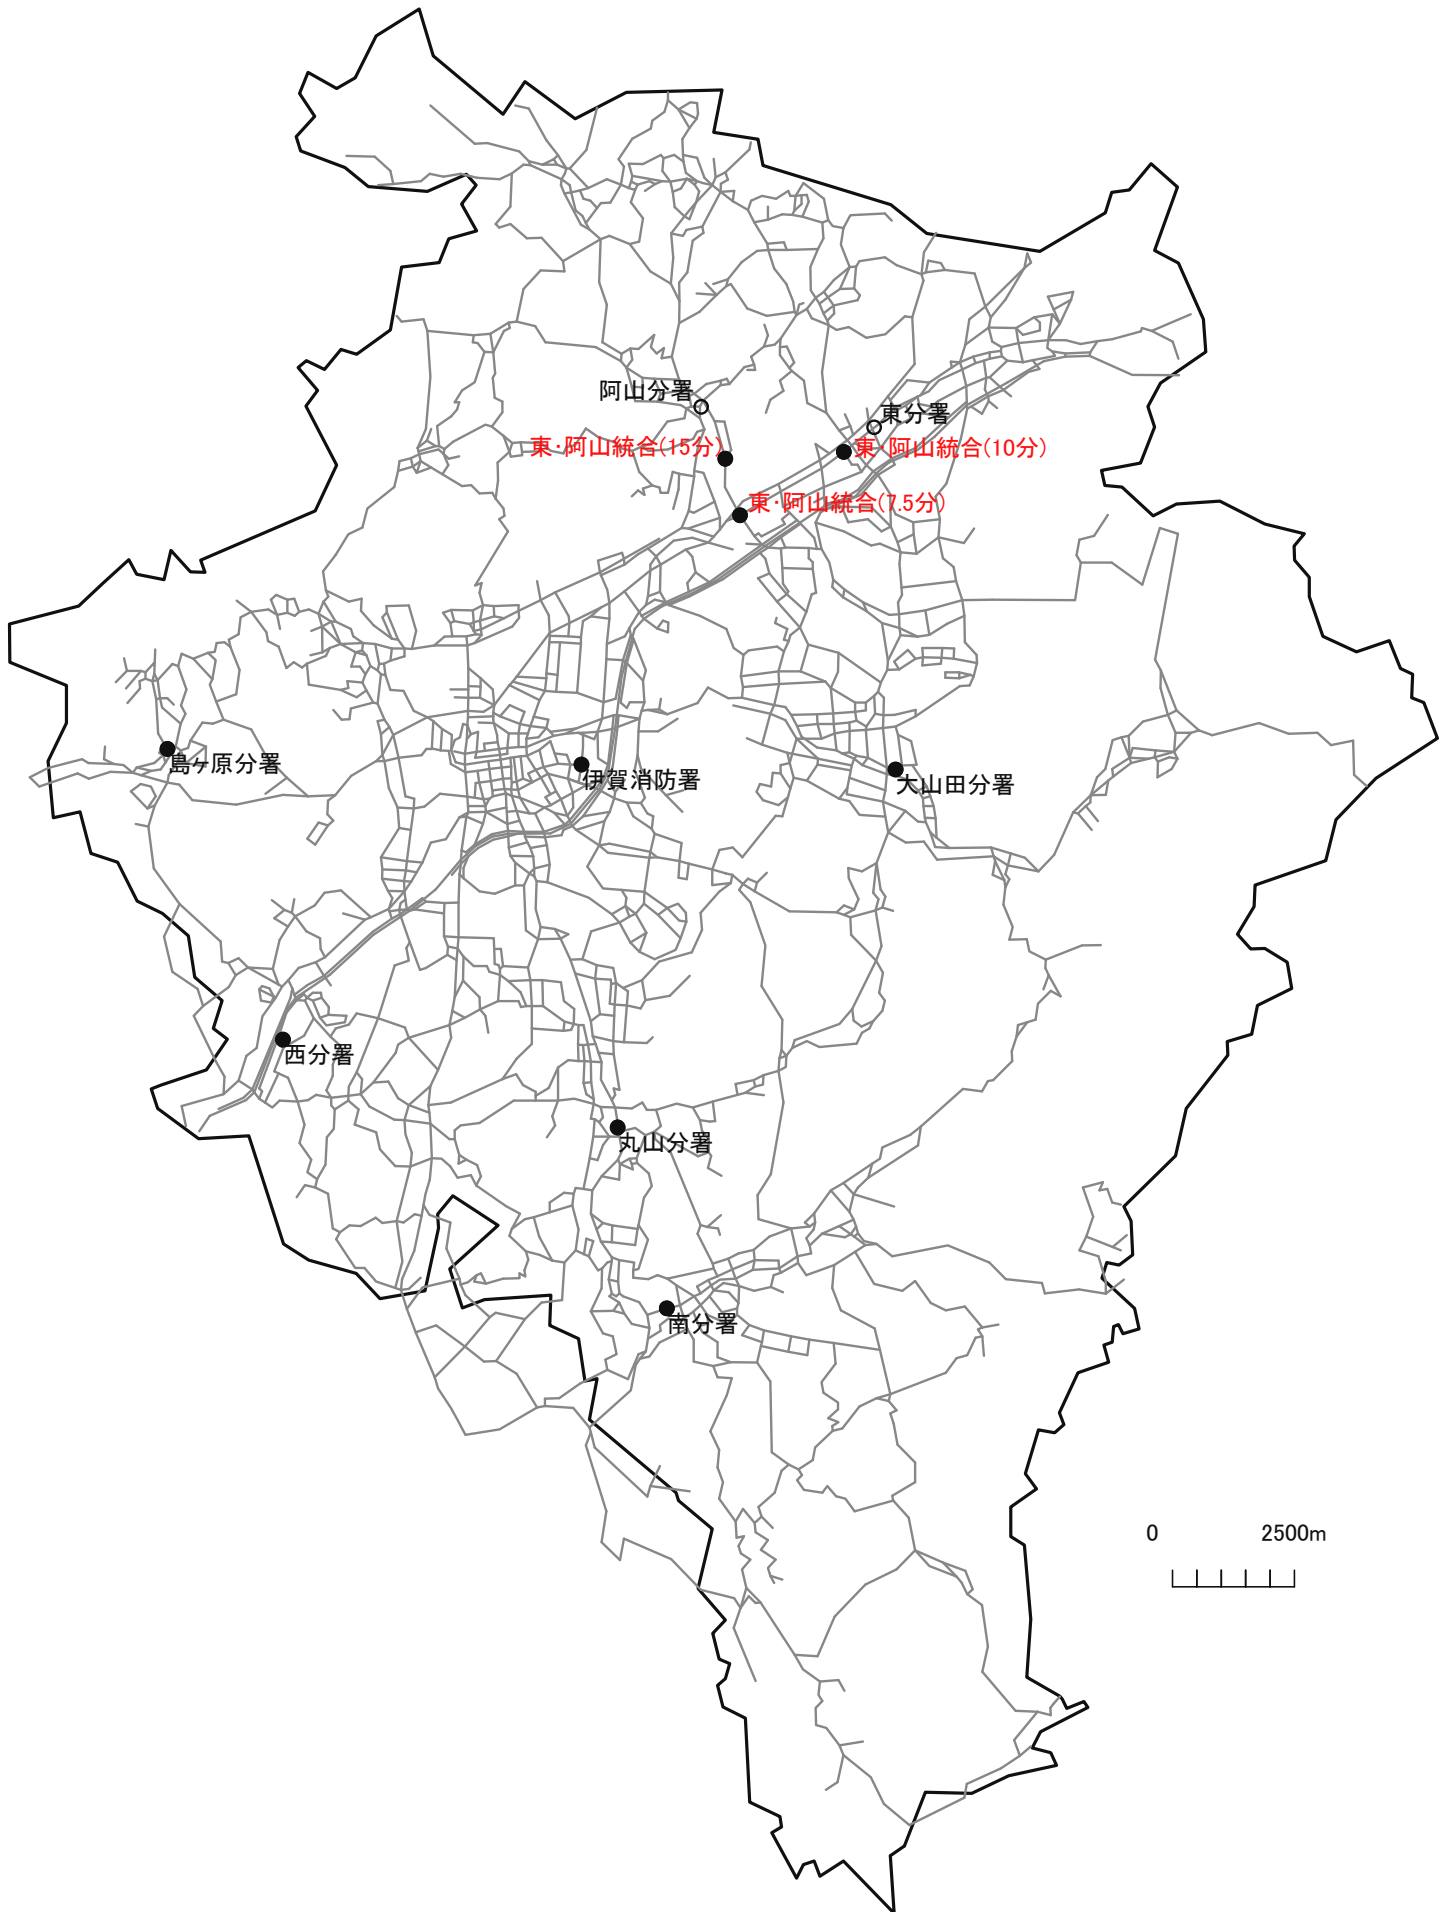 阿山分署
東分署
東・阿山統合(15分)
東・阿山統合(10分)
東・阿山統合(7.5分)
島ヶ原分署
伊賀消防署
大山田分署
西分署
丸山分署
南分署
0 2500m